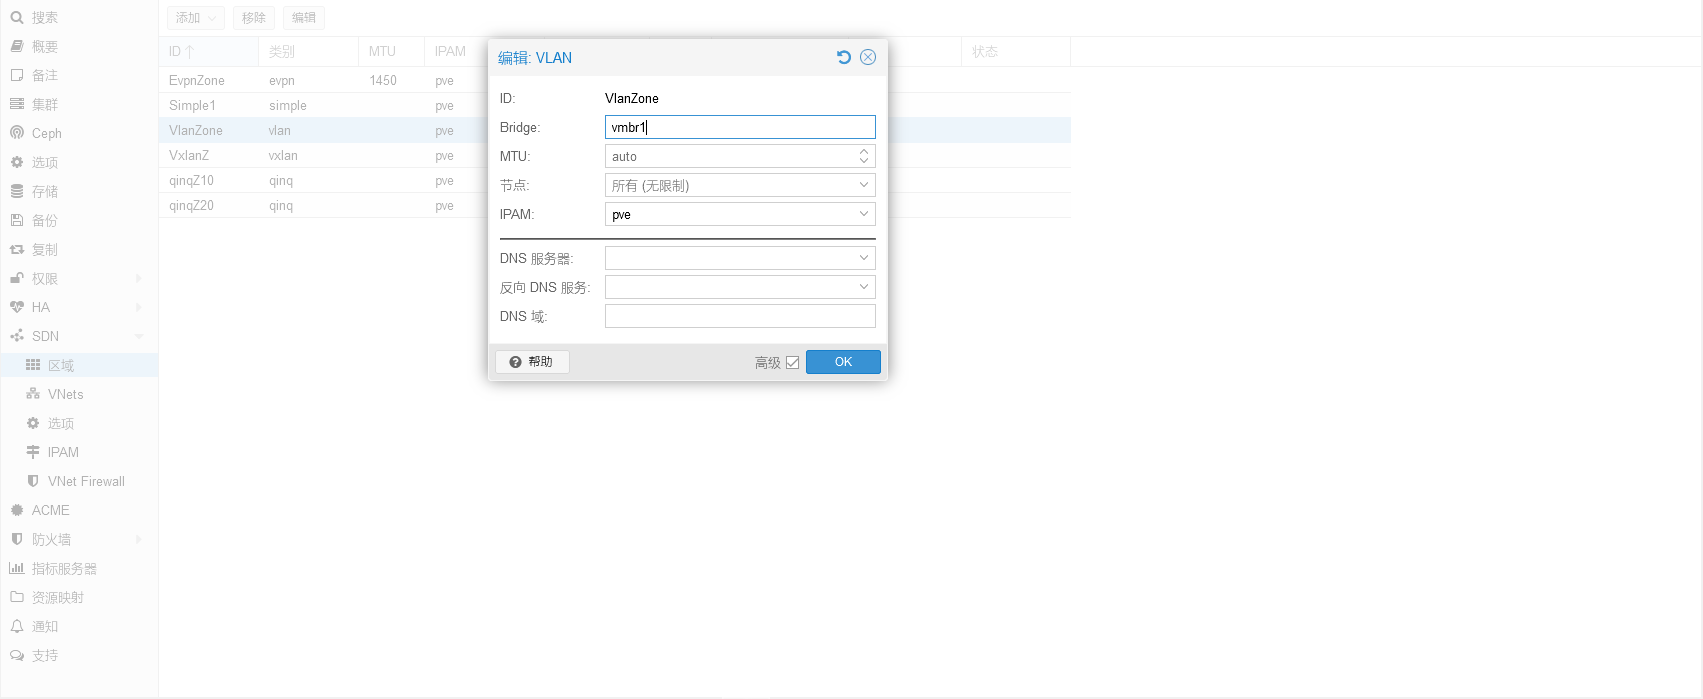 搜索
概要
备注
集群
Ceph
选项
存储
备份
复制
权限
HA
SDN
区域
VNets
选项
IPAM
VNet Firewall
ACME
防火墙
指标服务器
资源映射
通知
支持
添加 移除 编辑
ID 类别 MTU IPAM 状态
EvpnZone evpn 1450 pve
Simple1 simple pve
VlanZone vlan pve
VxlanZ vxlan pve
qinqZ10 qinq pve
qinqZ20 qinq pve
编辑: VLAN
ID: VlanZone
Bridge: vmbr1
MTU: auto
节点: 所有 (无限制)
IPAM: pve
DNS 服务器:
反向 DNS 服务:
DNS 域:
帮助 高级 OK